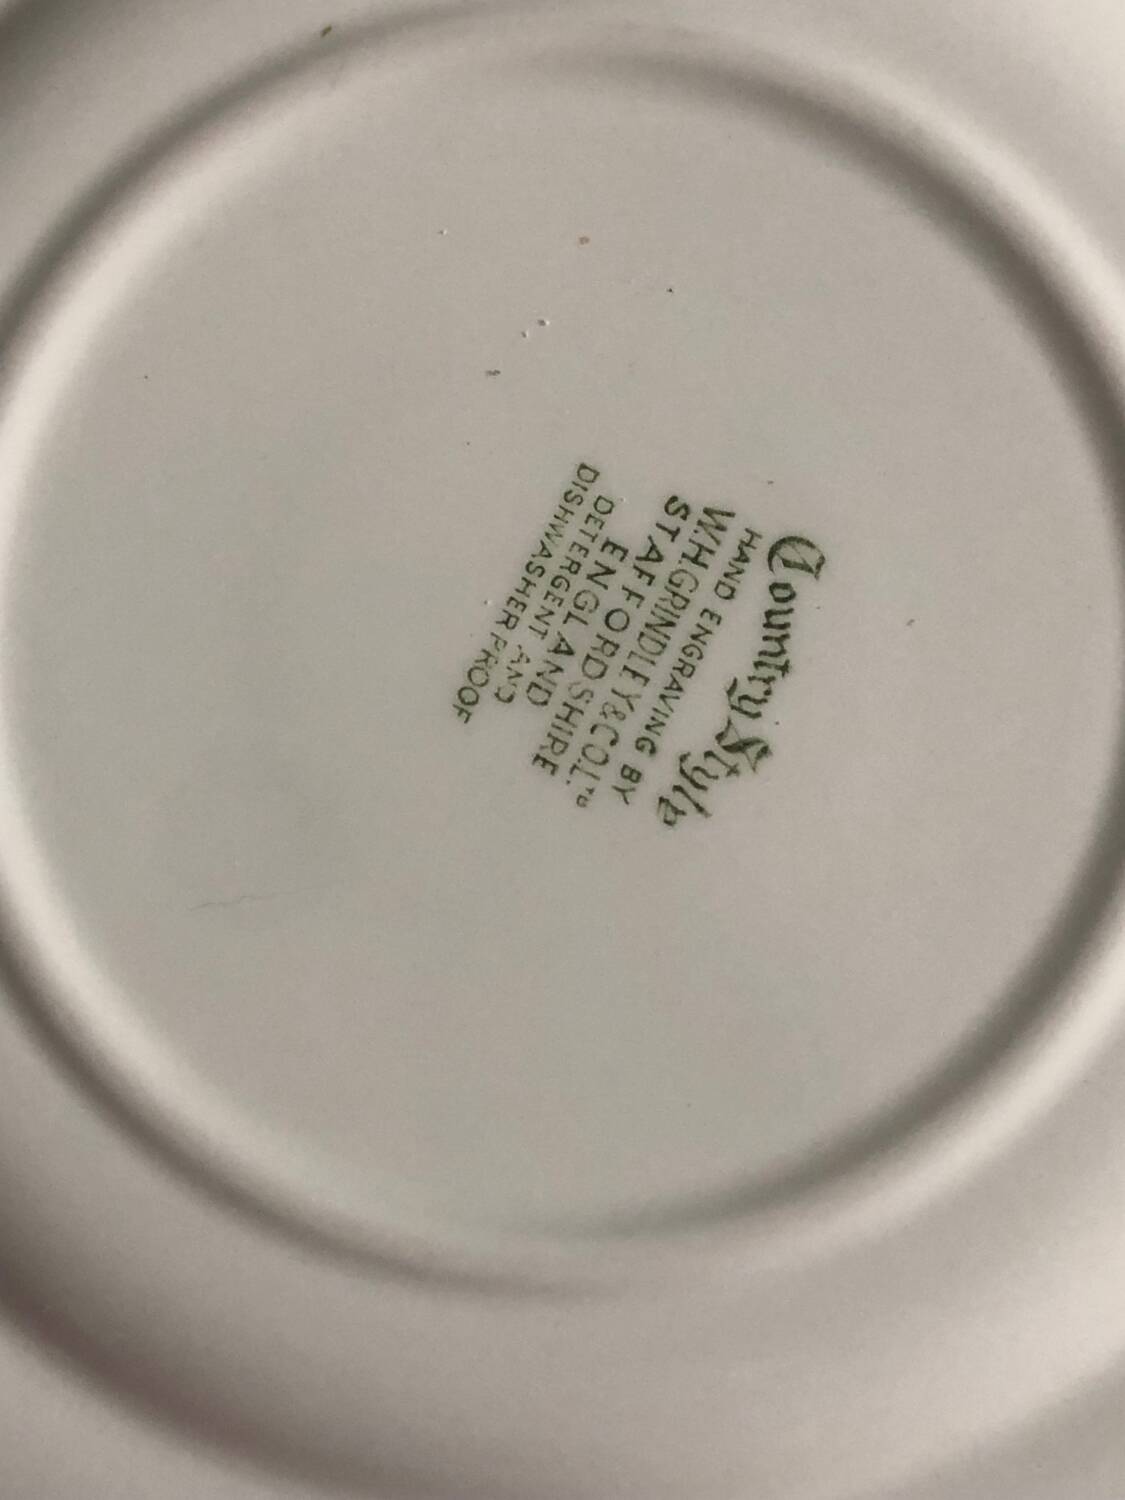 Country Style
HAND ENGRAVING BY
W.H.GRINDLEY&CO.LTD
STAFFORDSHIRE
ENGLAND
DETERGENT AND
DISHWASHER PROOF